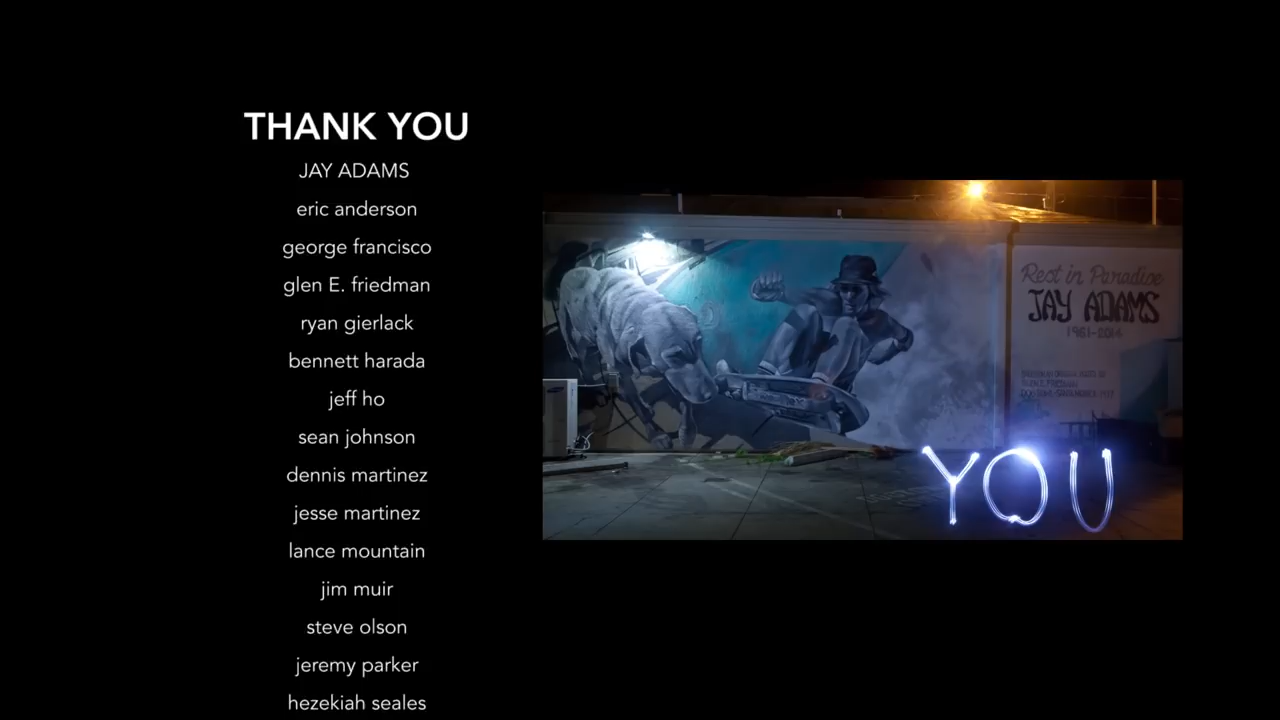 THANK YOU
JAY ADAMS
eric anderson
george francisco
glen E. friedman
ryan gierlack
bennett harada
jeff ho
sean johnson
dennis martinez
jesse martinez
lance mountain
jim muir
steve olson
jeremy parker
hezekiah seales
Rest in Paradise
JAY ADAMS
1961-2014
YOU